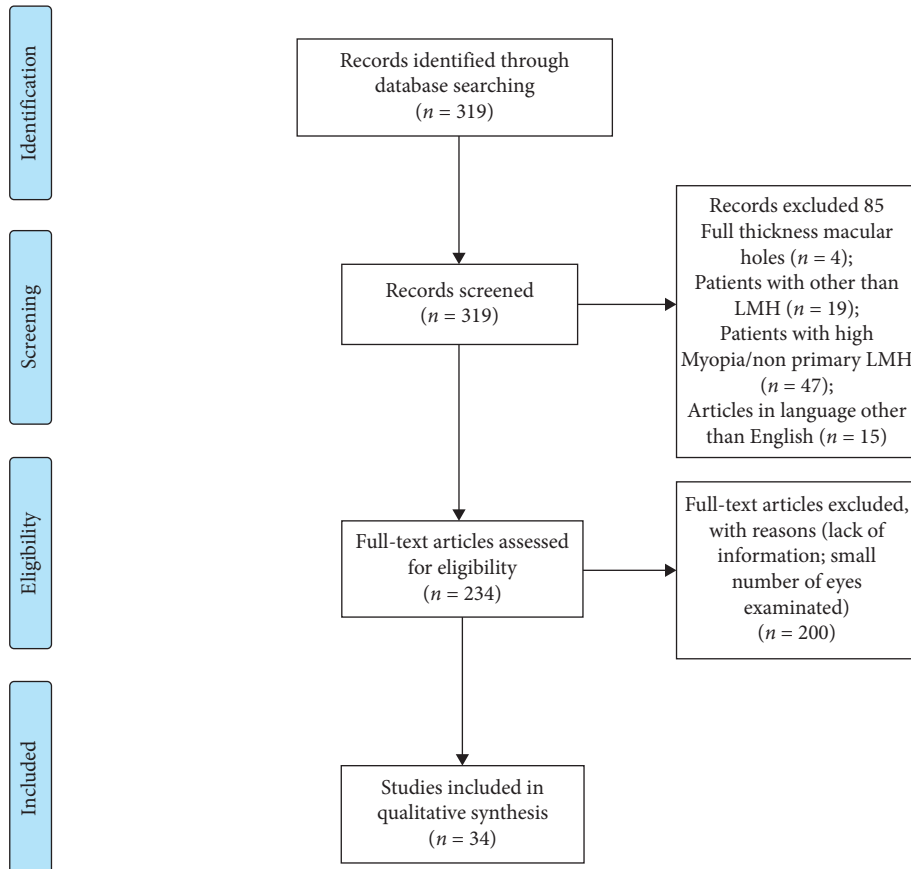 Identification
Records identified through
database searching
(n = 319)
Screening
Records screened
(n = 319)
Records excluded 85
Full thickness macular
holes (n = 4);
Patients with other than
LMH (n = 19);
Patients with high
Myopia/non primary LMH
(n = 47);
Articles in language other
than English (n = 15)
Eligibility
Full-text articles assessed
for eligibility
(n = 234)
Full-text articles excluded,
with reasons (lack of
information; small
number of eyes
examinated)
(n = 200)
Included
Studies included in
qualitative synthesis
(n = 34)